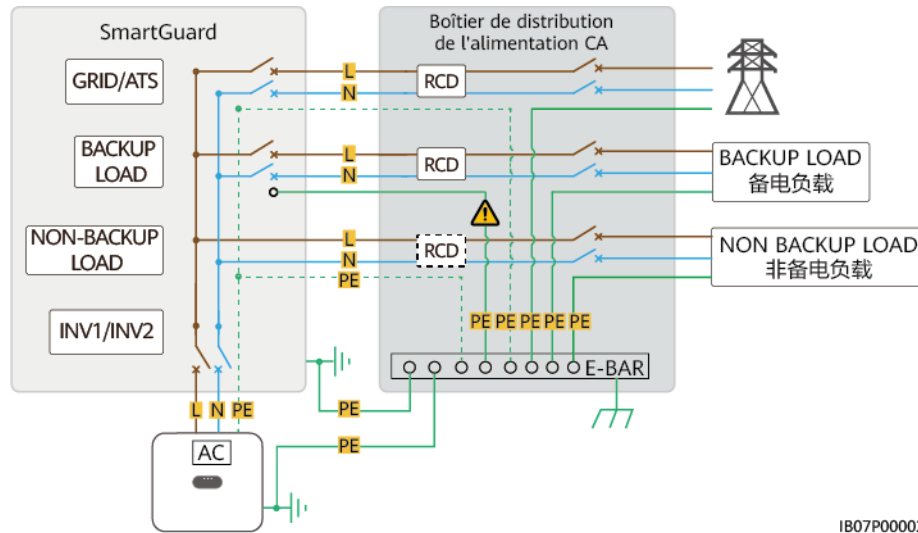 SmartGuard
Boîtier de distribution
de l'alimentation CA
GRID/ATS
L
N
RCD
BACKUP
LOAD
L
N
RCD
BACKUP LOAD
备电负载
NON-BACKUP
LOAD
L
N
PE
RCD
NON BACKUP LOAD
非备电负载
INV1/INV2
PE
PE
PE
PE
PE
E-BAR
L
N
PE
PE
PE
AC